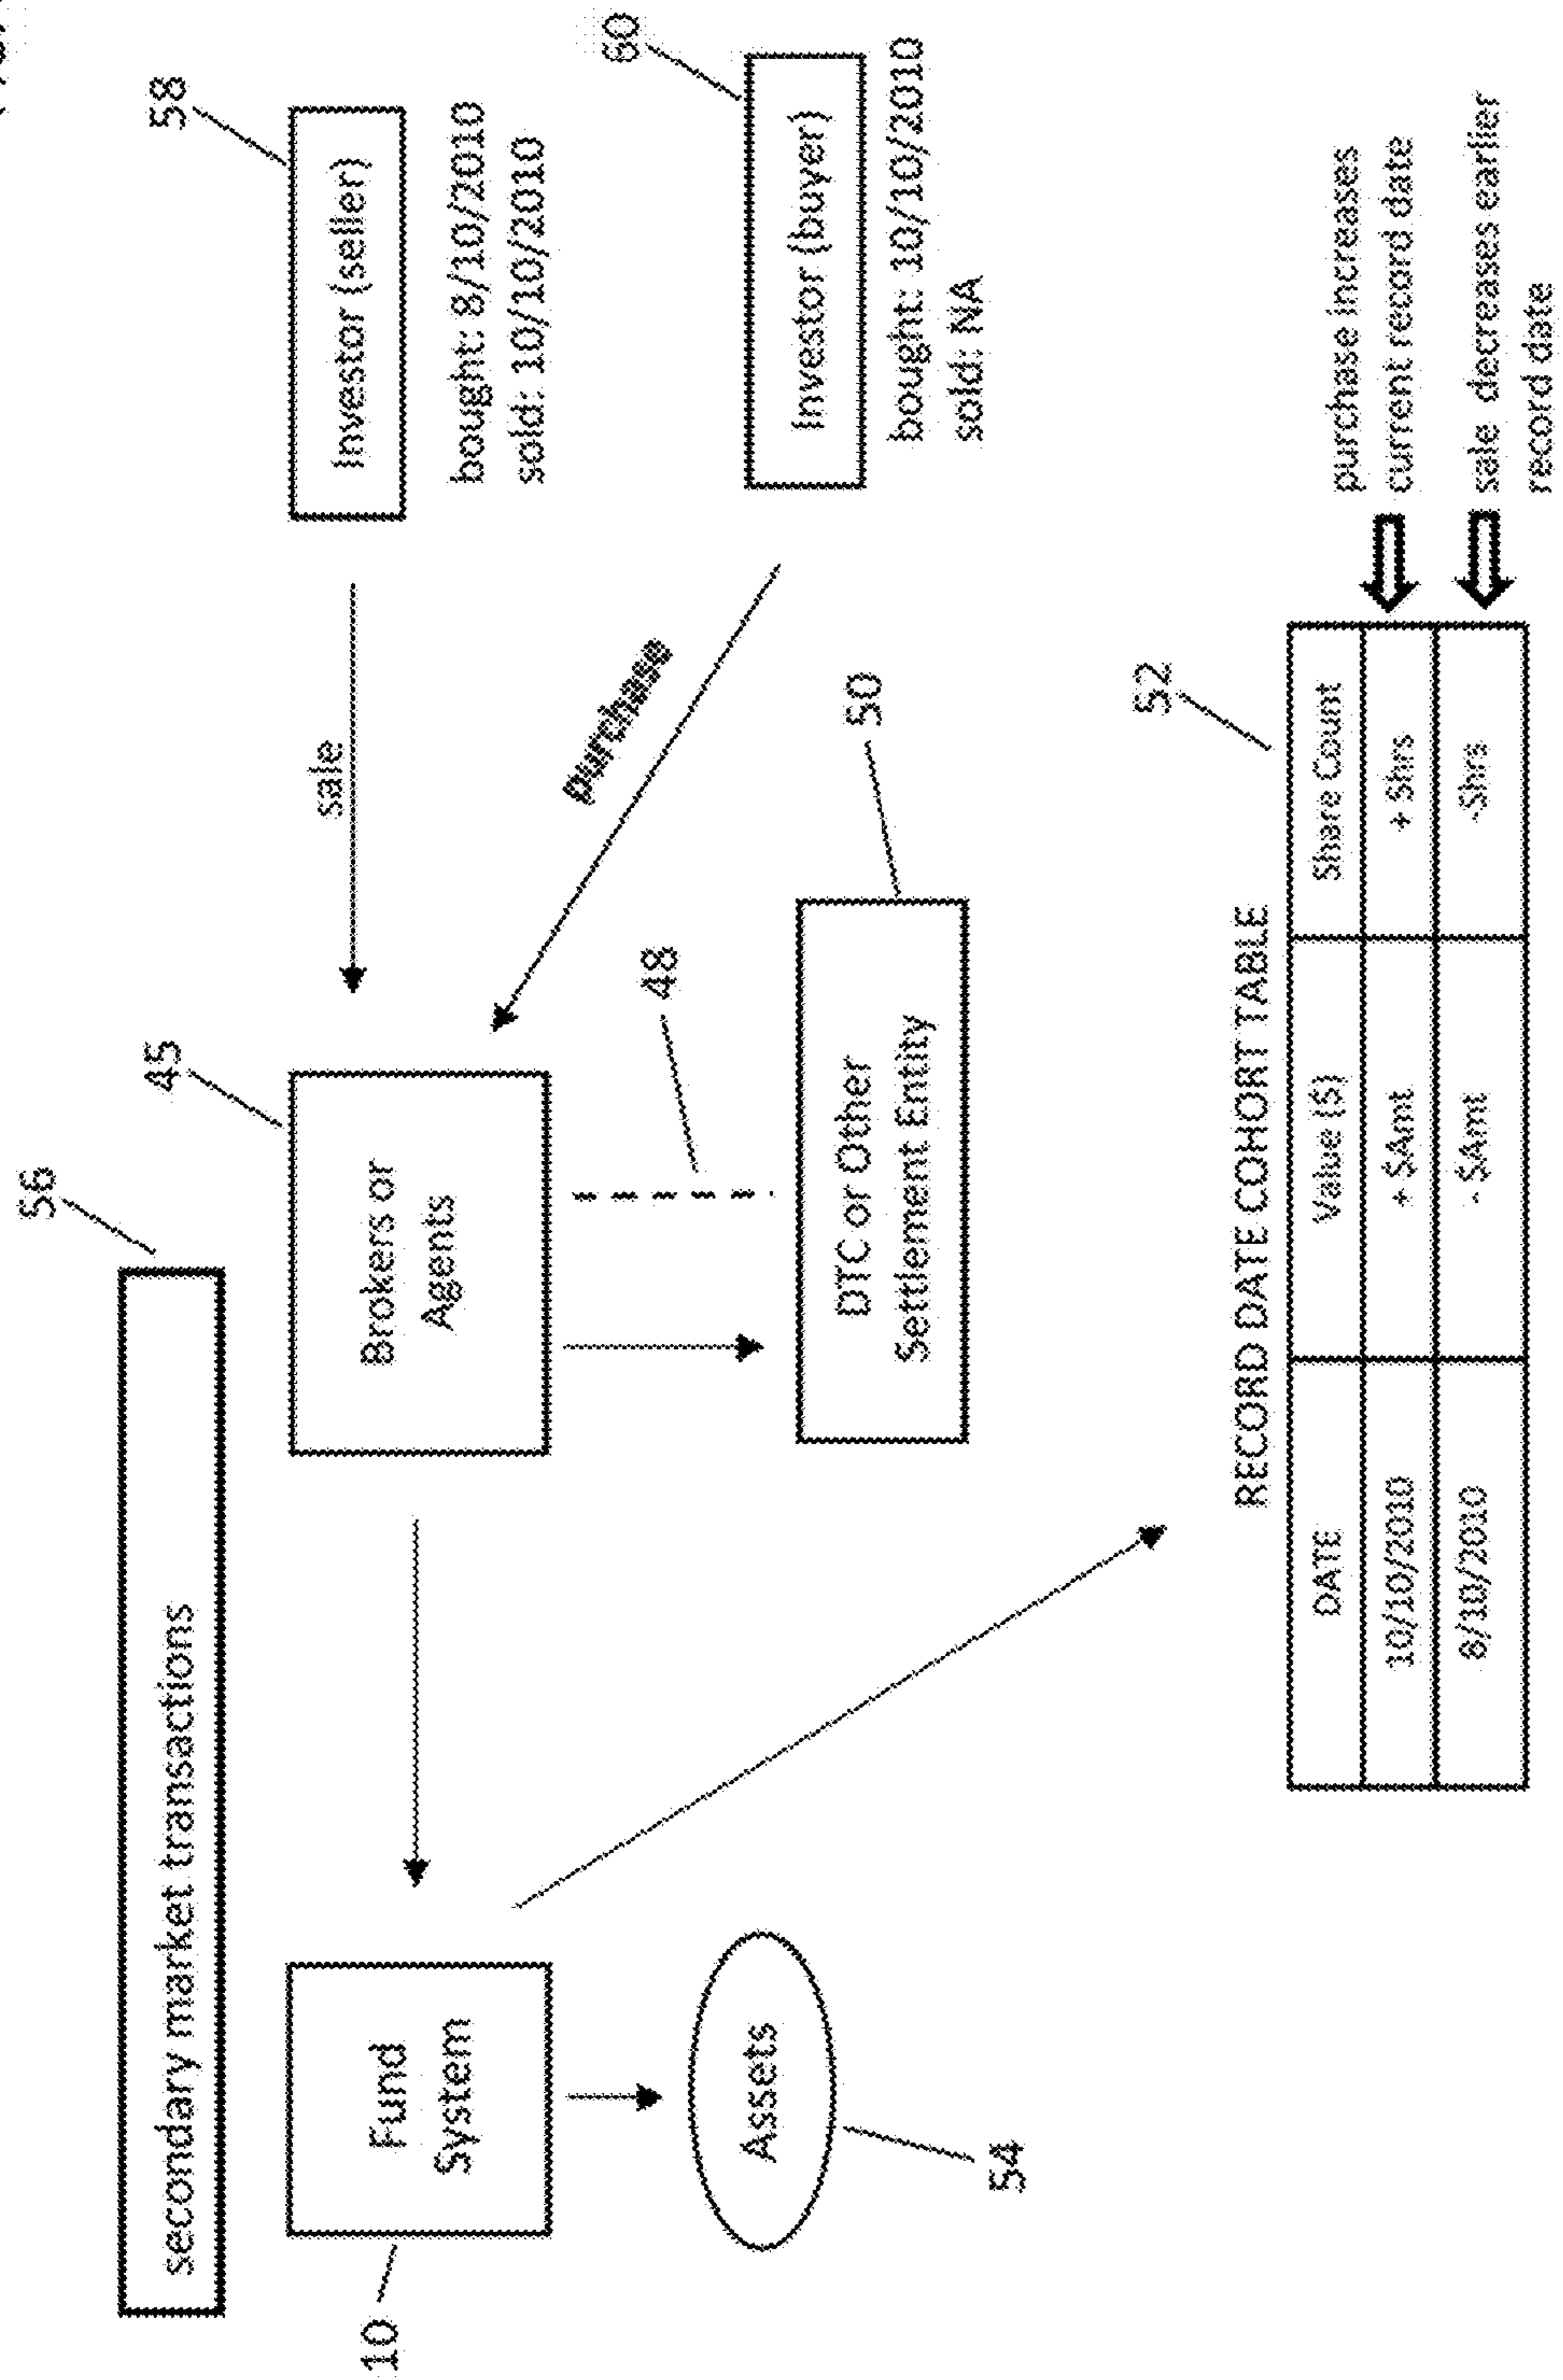 56
secondary market transactions
10
Fund
System
45
Brokers or
Agents
sale
58
Investor (seller)
bought: 8/10/2010
sold: 10/10/2010
Purchase
60
Investor (buyer)
bought: 10/10/2010
sold: NA
Assets
54
48
DTC or Other
Settlement Entity
50
RECORD DATE COHORT TABLE
52
DATE Value ($) Share Count
10/10/2010 + $Amt + Shrs
8/10/2010 - $Amt -Shrs
purchase increases
current record date
sale decreases earlier
record date